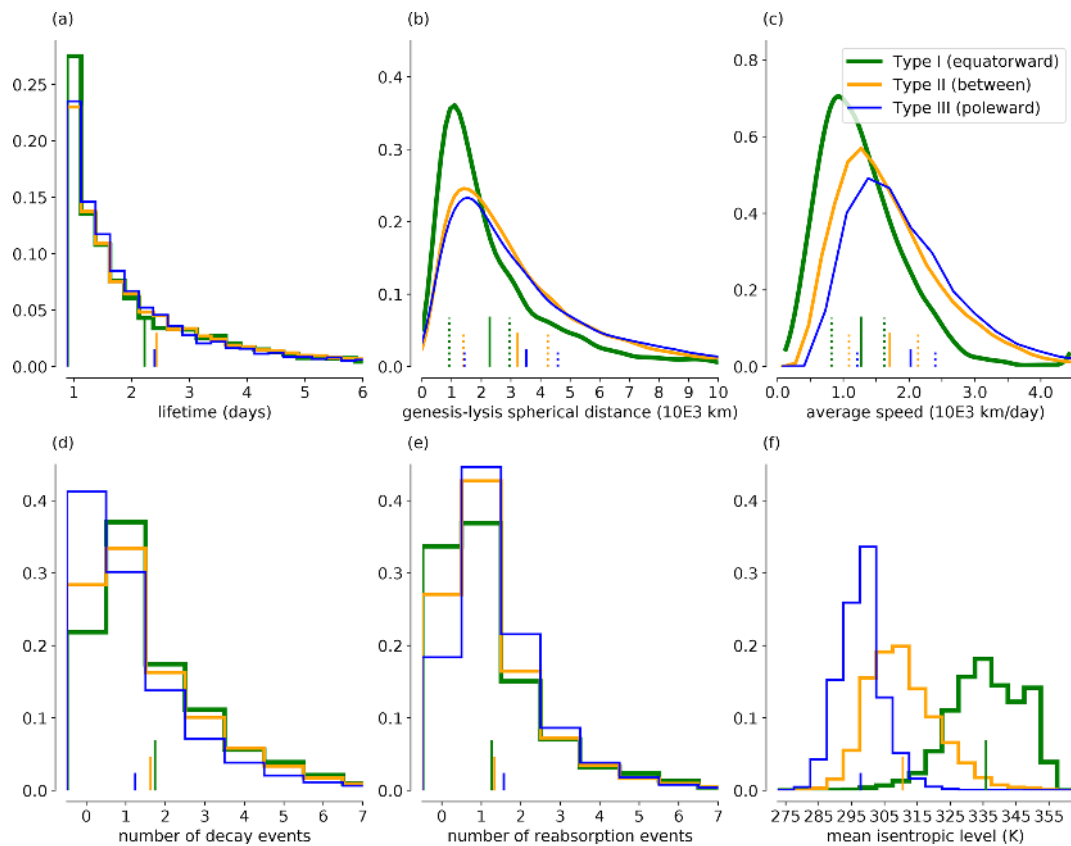 (a)
(b)
(c)
0.25
0.20
0.15
0.10
0.05
0.00
1 2 3 4 5 6
lifetime (days)
0.4
0.3
0.2
0.1
0.0
0 1 2 3 4 5 6 7 8 9 10
genesis-lysis spherical distance (10E3 km)
0.8
0.6
0.4
0.2
0.0
0.0 1.0 2.0 3.0 4.0
average speed (10E3 km/day)
Type I (equatorward)
Type II (between)
Type III (poleward)
(d)
(e)
(f)
0.4
0.3
0.2
0.1
0.0
0 1 2 3 4 5 6 7
number of decay events
0.4
0.3
0.2
0.1
0.0
0 1 2 3 4 5 6 7
number of reabsorption events
0.4
0.3
0.2
0.1
0.0
275 285 295 305 315 325 335 345 355
mean isentropic level (K)